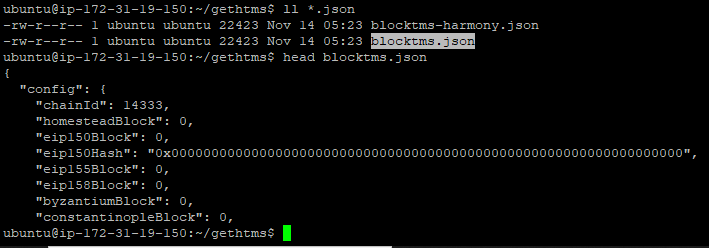 ubuntu@ip-172-31-19-150:~/gethtms$ ll *.json
-rw-r--r-- 1 ubuntu ubuntu 22423 Nov 14 05:23 blocktms-harmony.json
-rw-r--r-- 1 ubuntu ubuntu 22423 Nov 14 05:23 blocktms.json
ubuntu@ip-172-31-19-150:~/gethtms$ head blocktms.json
{
  "config": {
    "chainId": 14333,
    "homesteadBlock": 0,
    "eip150Block": 0,
    "eip150Hash": "0x0000000000000000000000000000000000000000000000000000000000000000",
    "eip155Block": 0,
    "eip158Block": 0,
    "byzantiumBlock": 0,
    "constantinopleBlock": 0,
ubuntu@ip-172-31-19-150:~/gethtms$